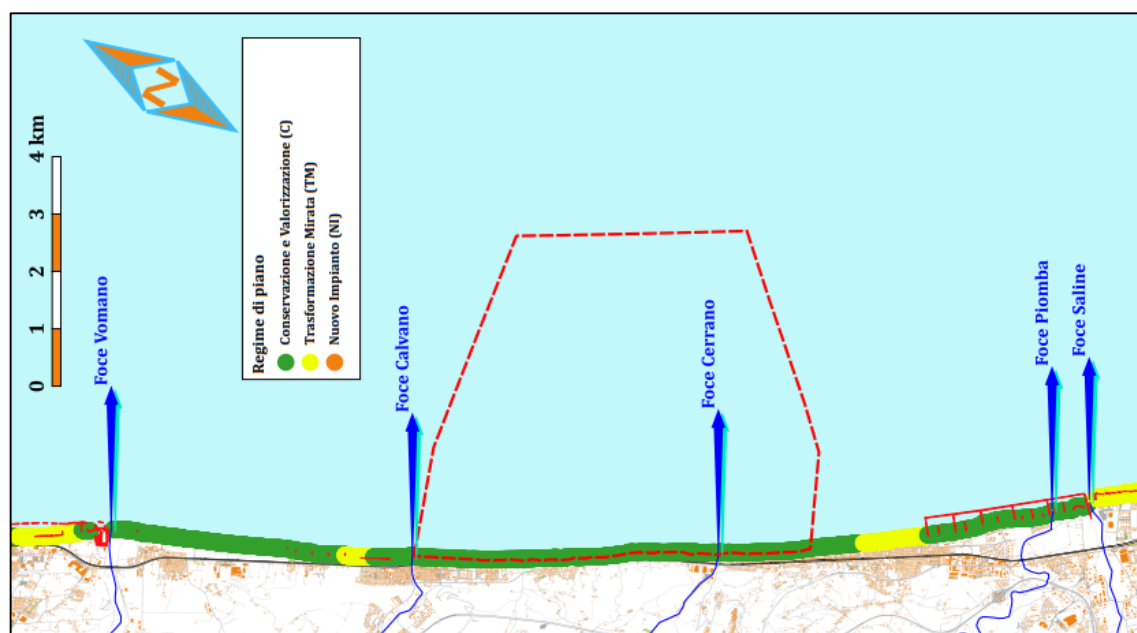 N
0 1 2 3 4 km
Regime di piano
Conservazione e Valorizzazione (C)
Trasformazione Mirata (TM)
Nuovo Impianto (NI)
Foce Vomano
Foce Calvano
Foce Cerrano
Foce Piomba
Foce Saline